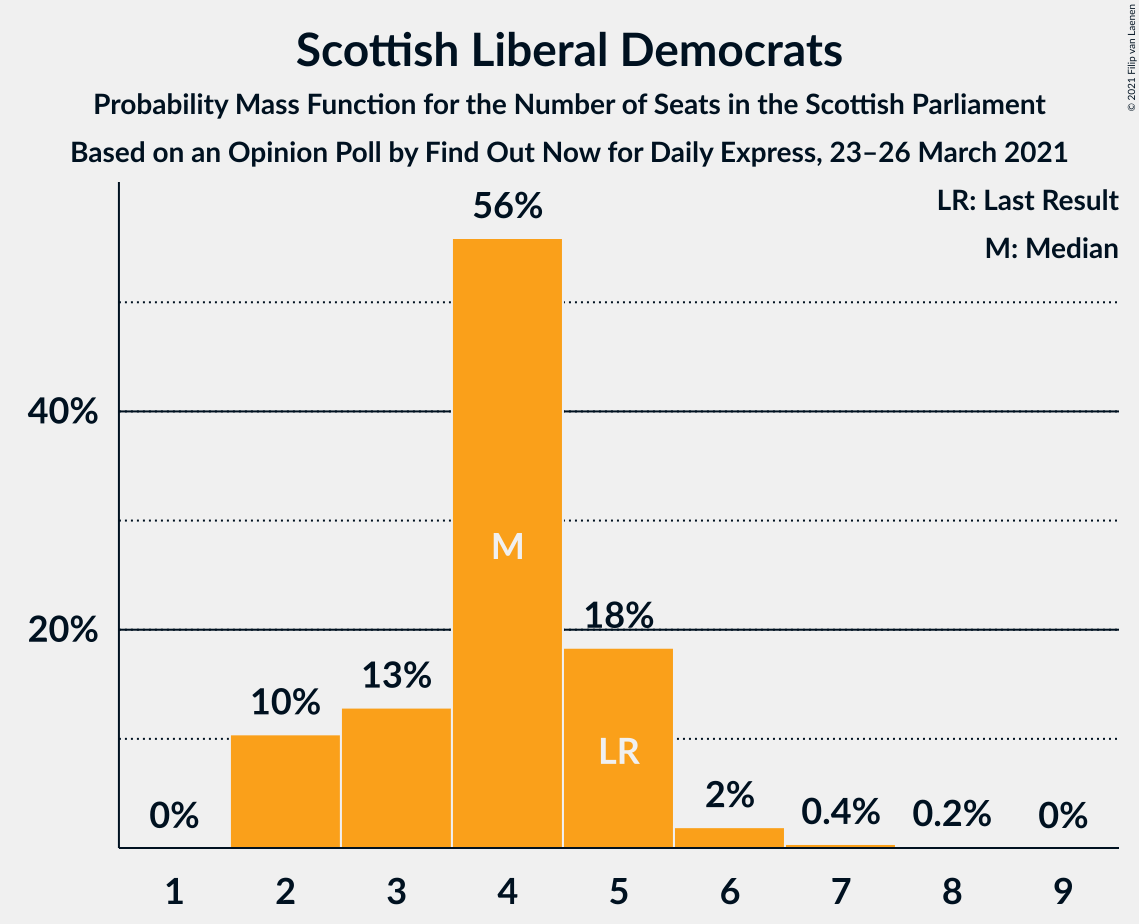 Scottish Liberal Democrats
Probability Mass Function for the Number of Seats in the Scottish Parliament
Based on an Opinion Poll by Find Out Now for Daily Express, 23–26 March 2021
© 2021 Filip van Laenen
LR: Last Result
M: Median
56%
40%
M
20%
18%
13%
10%
LR
2%
0%
0.4%
0.2%
0%
1 2 3 4 5 6 7 8 9